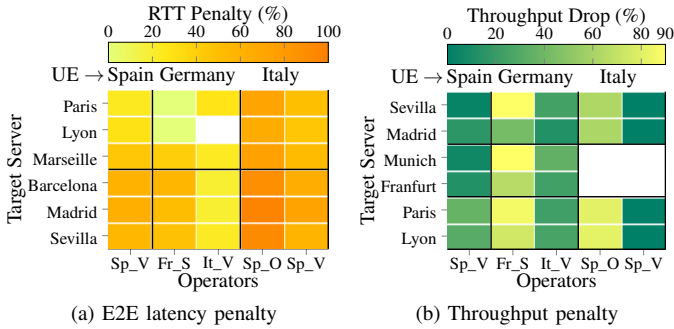 RTT Penalty (%)
0 20 40 60 80 100
UE → Spain Germany Italy
Target Server
Paris
Lyon
Marseille
Barcelona
Madrid
Sevilla
Sp_V Fr_S It_V Sp_O Sp_V
Operators
(a) E2E latency penalty
Throughput Drop (%)
0 20 40 60 80 90
UE → Spain Germany Italy
Target Server
Sevilla
Madrid
Munich
Franfurt
Paris
Lyon
Sp_V Fr_S It_V Sp_O Sp_V
Operators
(b) Throughput penalty